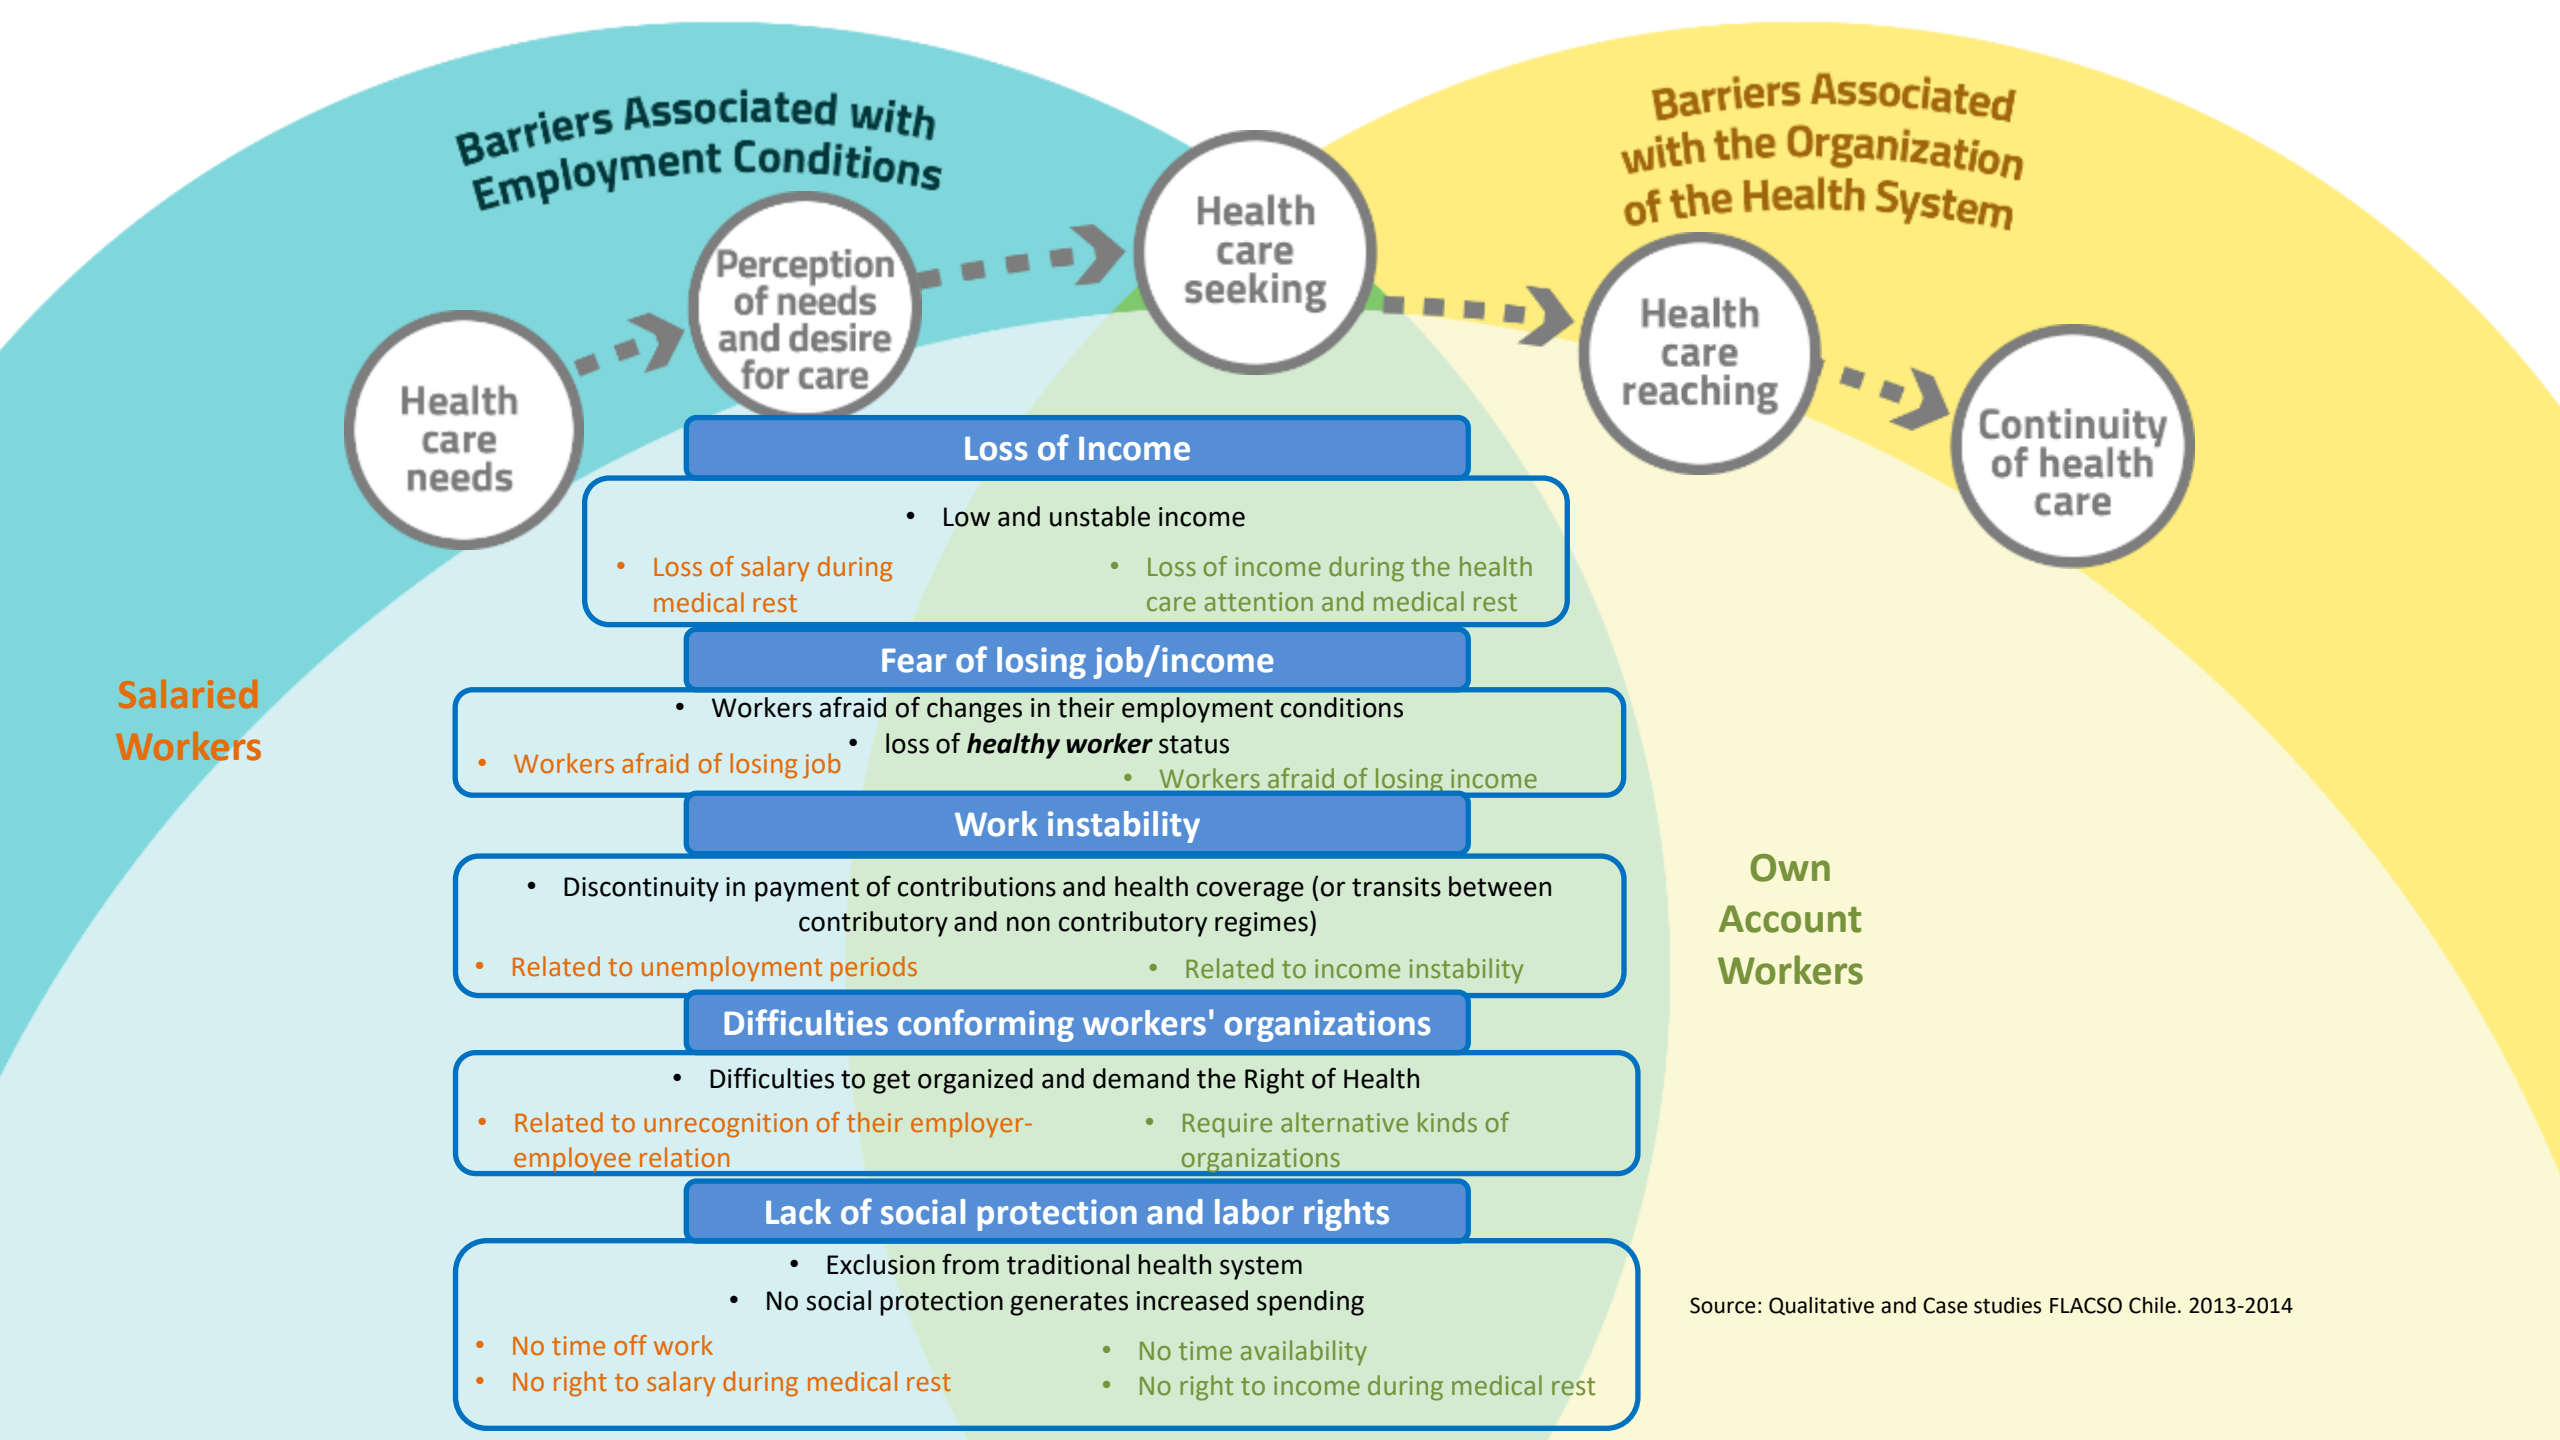 Barriers Associated with
Employment Conditions
Barriers Associated
with the Organization
of the Health System
Health
care
needs
Perception
of needs
and desire
for care
Health
care
seeking
Health
care
reaching
Continuity
of health
care
Salaried
Workers
Own
Account
Workers
Loss of Income
• Low and unstable income
• Loss of salary during
medical rest
• Loss of income during the health
care attention and medical rest
Fear of losing job/income
• Workers afraid of changes in their employment conditions
• loss of healthy worker status
• Workers afraid of losing job
• Workers afraid of losing income
Work instability
• Discontinuity in payment of contributions and health coverage (or transits between
contributory and non contributory regimes)
• Related to unemployment periods
• Related to income instability
Difficulties conforming workers' organizations
• Difficulties to get organized and demand the Right of Health
• Related to unrecognition of their employer-
employee relation
• Require alternative kinds of
organizations
Lack of social protection and labor rights
• Exclusion from traditional health system
• No social protection generates increased spending
• No time off work
• No right to salary during medical rest
• No time availability
• No right to income during medical rest
Source: Qualitative and Case studies FLACSO Chile. 2013-2014